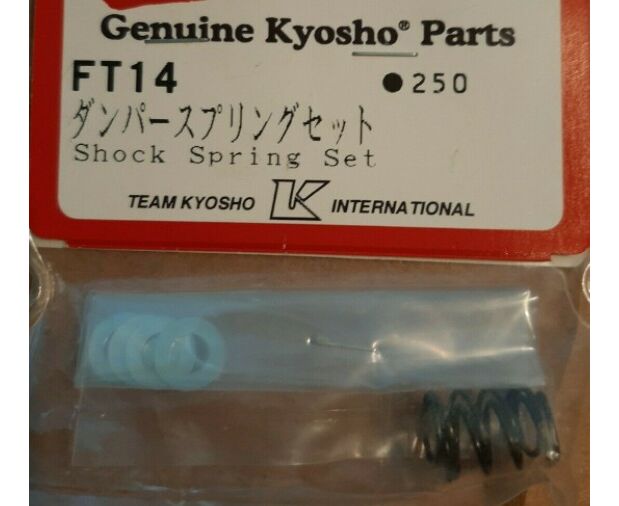 Genuine Kyosho® Parts
FT14 ●250
ダンパースプリングセット
Shock Spring Set
TEAM KYOSHO K INTERNATIONAL